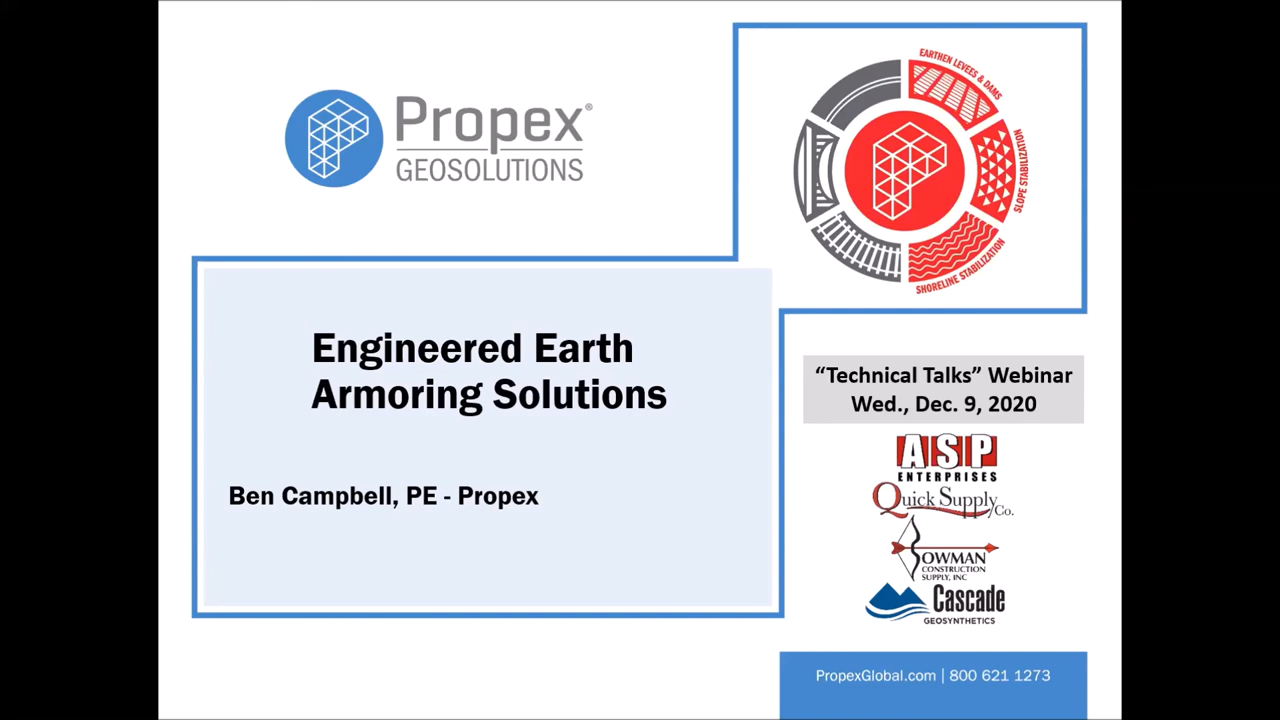 Propex®
GEOSOLUTIONS
EARTHEN LEVEES & DAMS
SLOPE STABILIZATION
SHORELINE STABILIZATION
Engineered Earth
Armoring Solutions
Ben Campbell, PE - Propex
“Technical Talks” Webinar
Wed., Dec. 9, 2020
ASP
ENTERPRISES
Quick Supply Co.
BOWMAN
CONSTRUCTION
SUPPLY, INC
Cascade
GEOSYNTHETICS
PropexGlobal.com | 800 621 1273